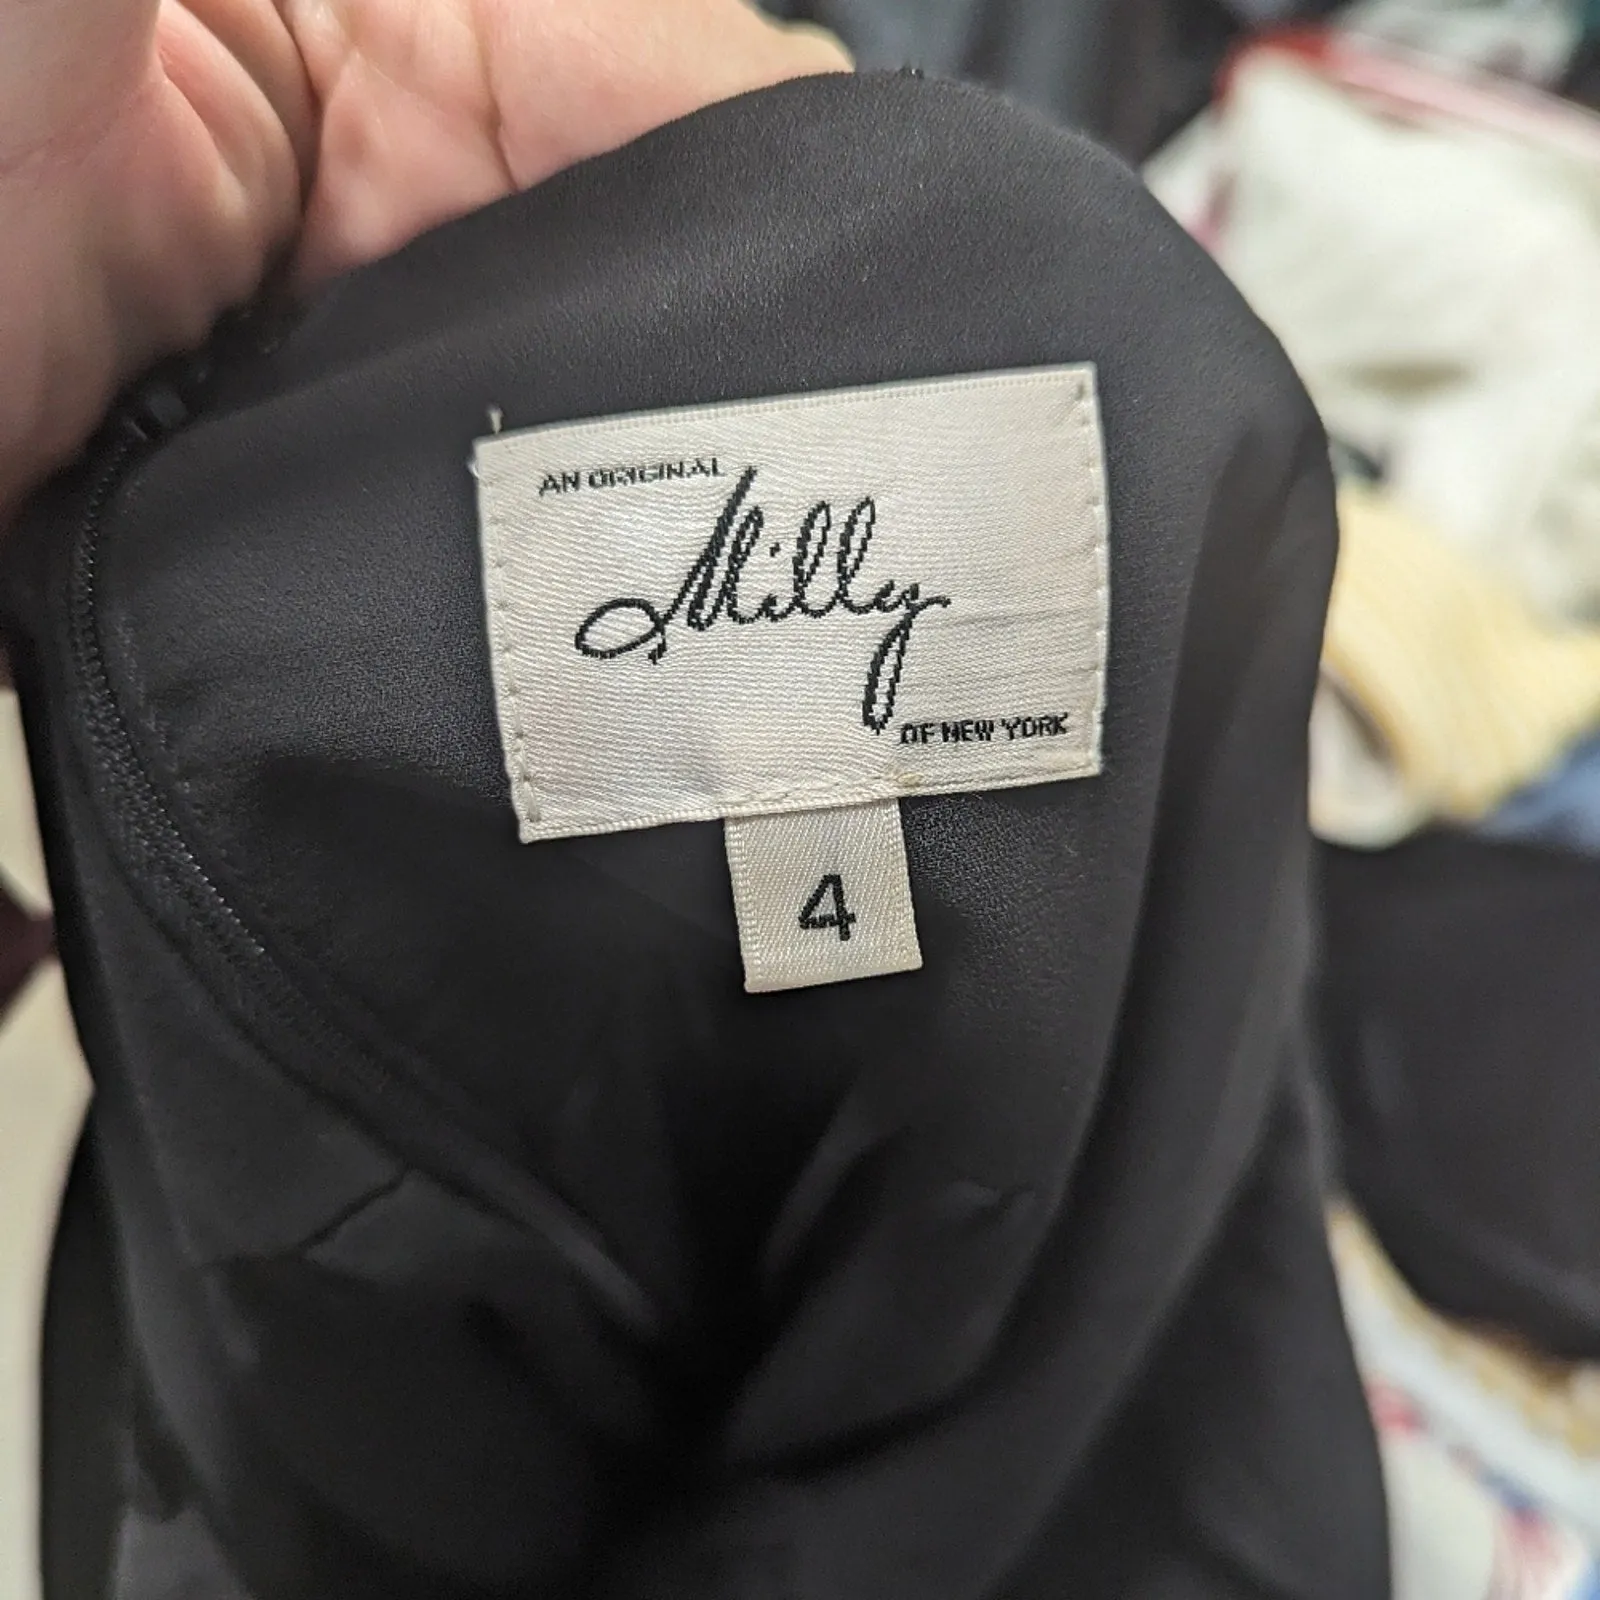 AN ORIGINAL
Milly
OF NEW YORK
4